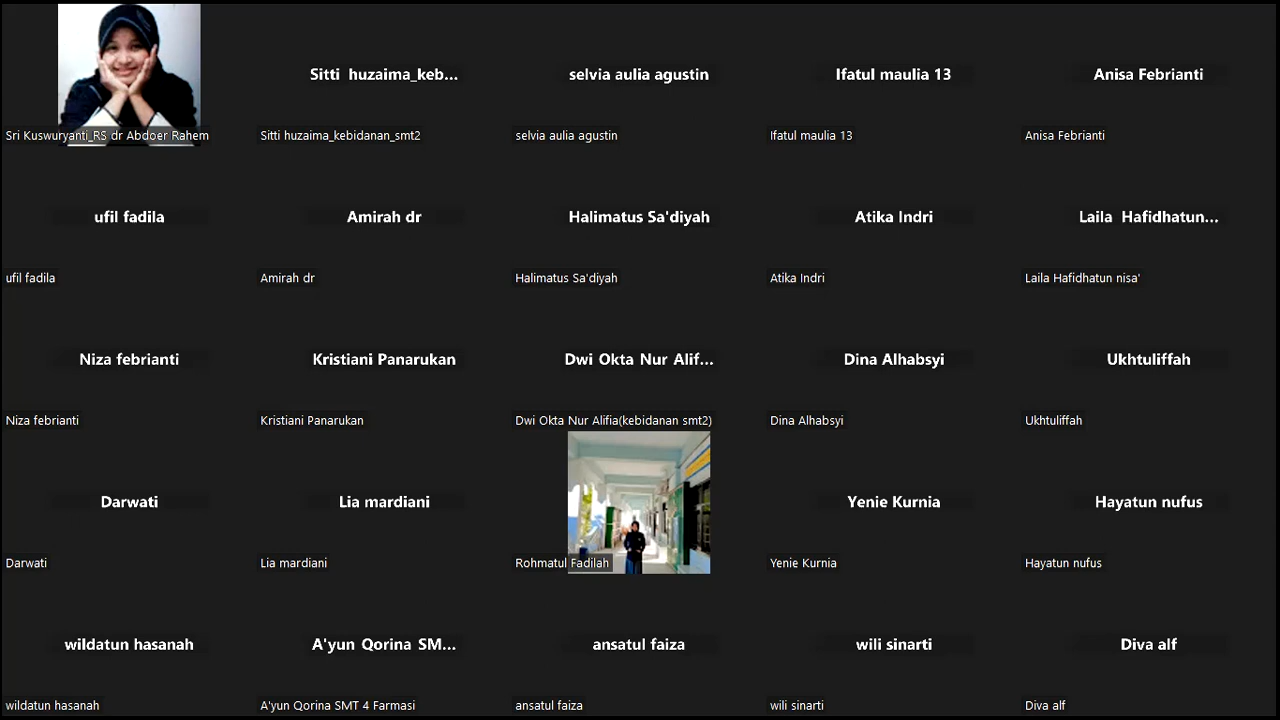 Sri Kuswuryanti_RS dr Abdoer Rahem
Sitti huzaima_keb...
Sitti huzaima_kebidanan_smt2
selvia aulia agustin
selvia aulia agustin
Ifatul maulia 13
Ifatul maulia 13
Anisa Febrianti
Anisa Febrianti
ufil fadila
ufil fadila
Amirah dr
Amirah dr
Halimatus Sa'diyah
Halimatus Sa'diyah
Atika Indri
Atika Indri
Laila Hafidhatun...
Laila Hafidhatun nisa'
Niza febrianti
Niza febrianti
Kristiani Panarukan
Kristiani Panarukan
Dwi Okta Nur Alif...
Dwi Okta Nur Alifia(kebidanan smt2)
Dina Alhabsyi
Dina Alhabsyi
Ukhtuliffah
Ukhtuliffah
Darwati
Darwati
Lia mardiani
Lia mardiani
Rohmatul Fadilah
Yenie Kurnia
Yenie Kurnia
Hayatun nufus
Hayatun nufus
wildatun hasanah
wildatun hasanah
A'yun Qorina SM...
A'yun Qorina SMT 4 Farmasi
ansatul faiza
ansatul faiza
wili sinarti
wili sinarti
Diva alf
Diva alf